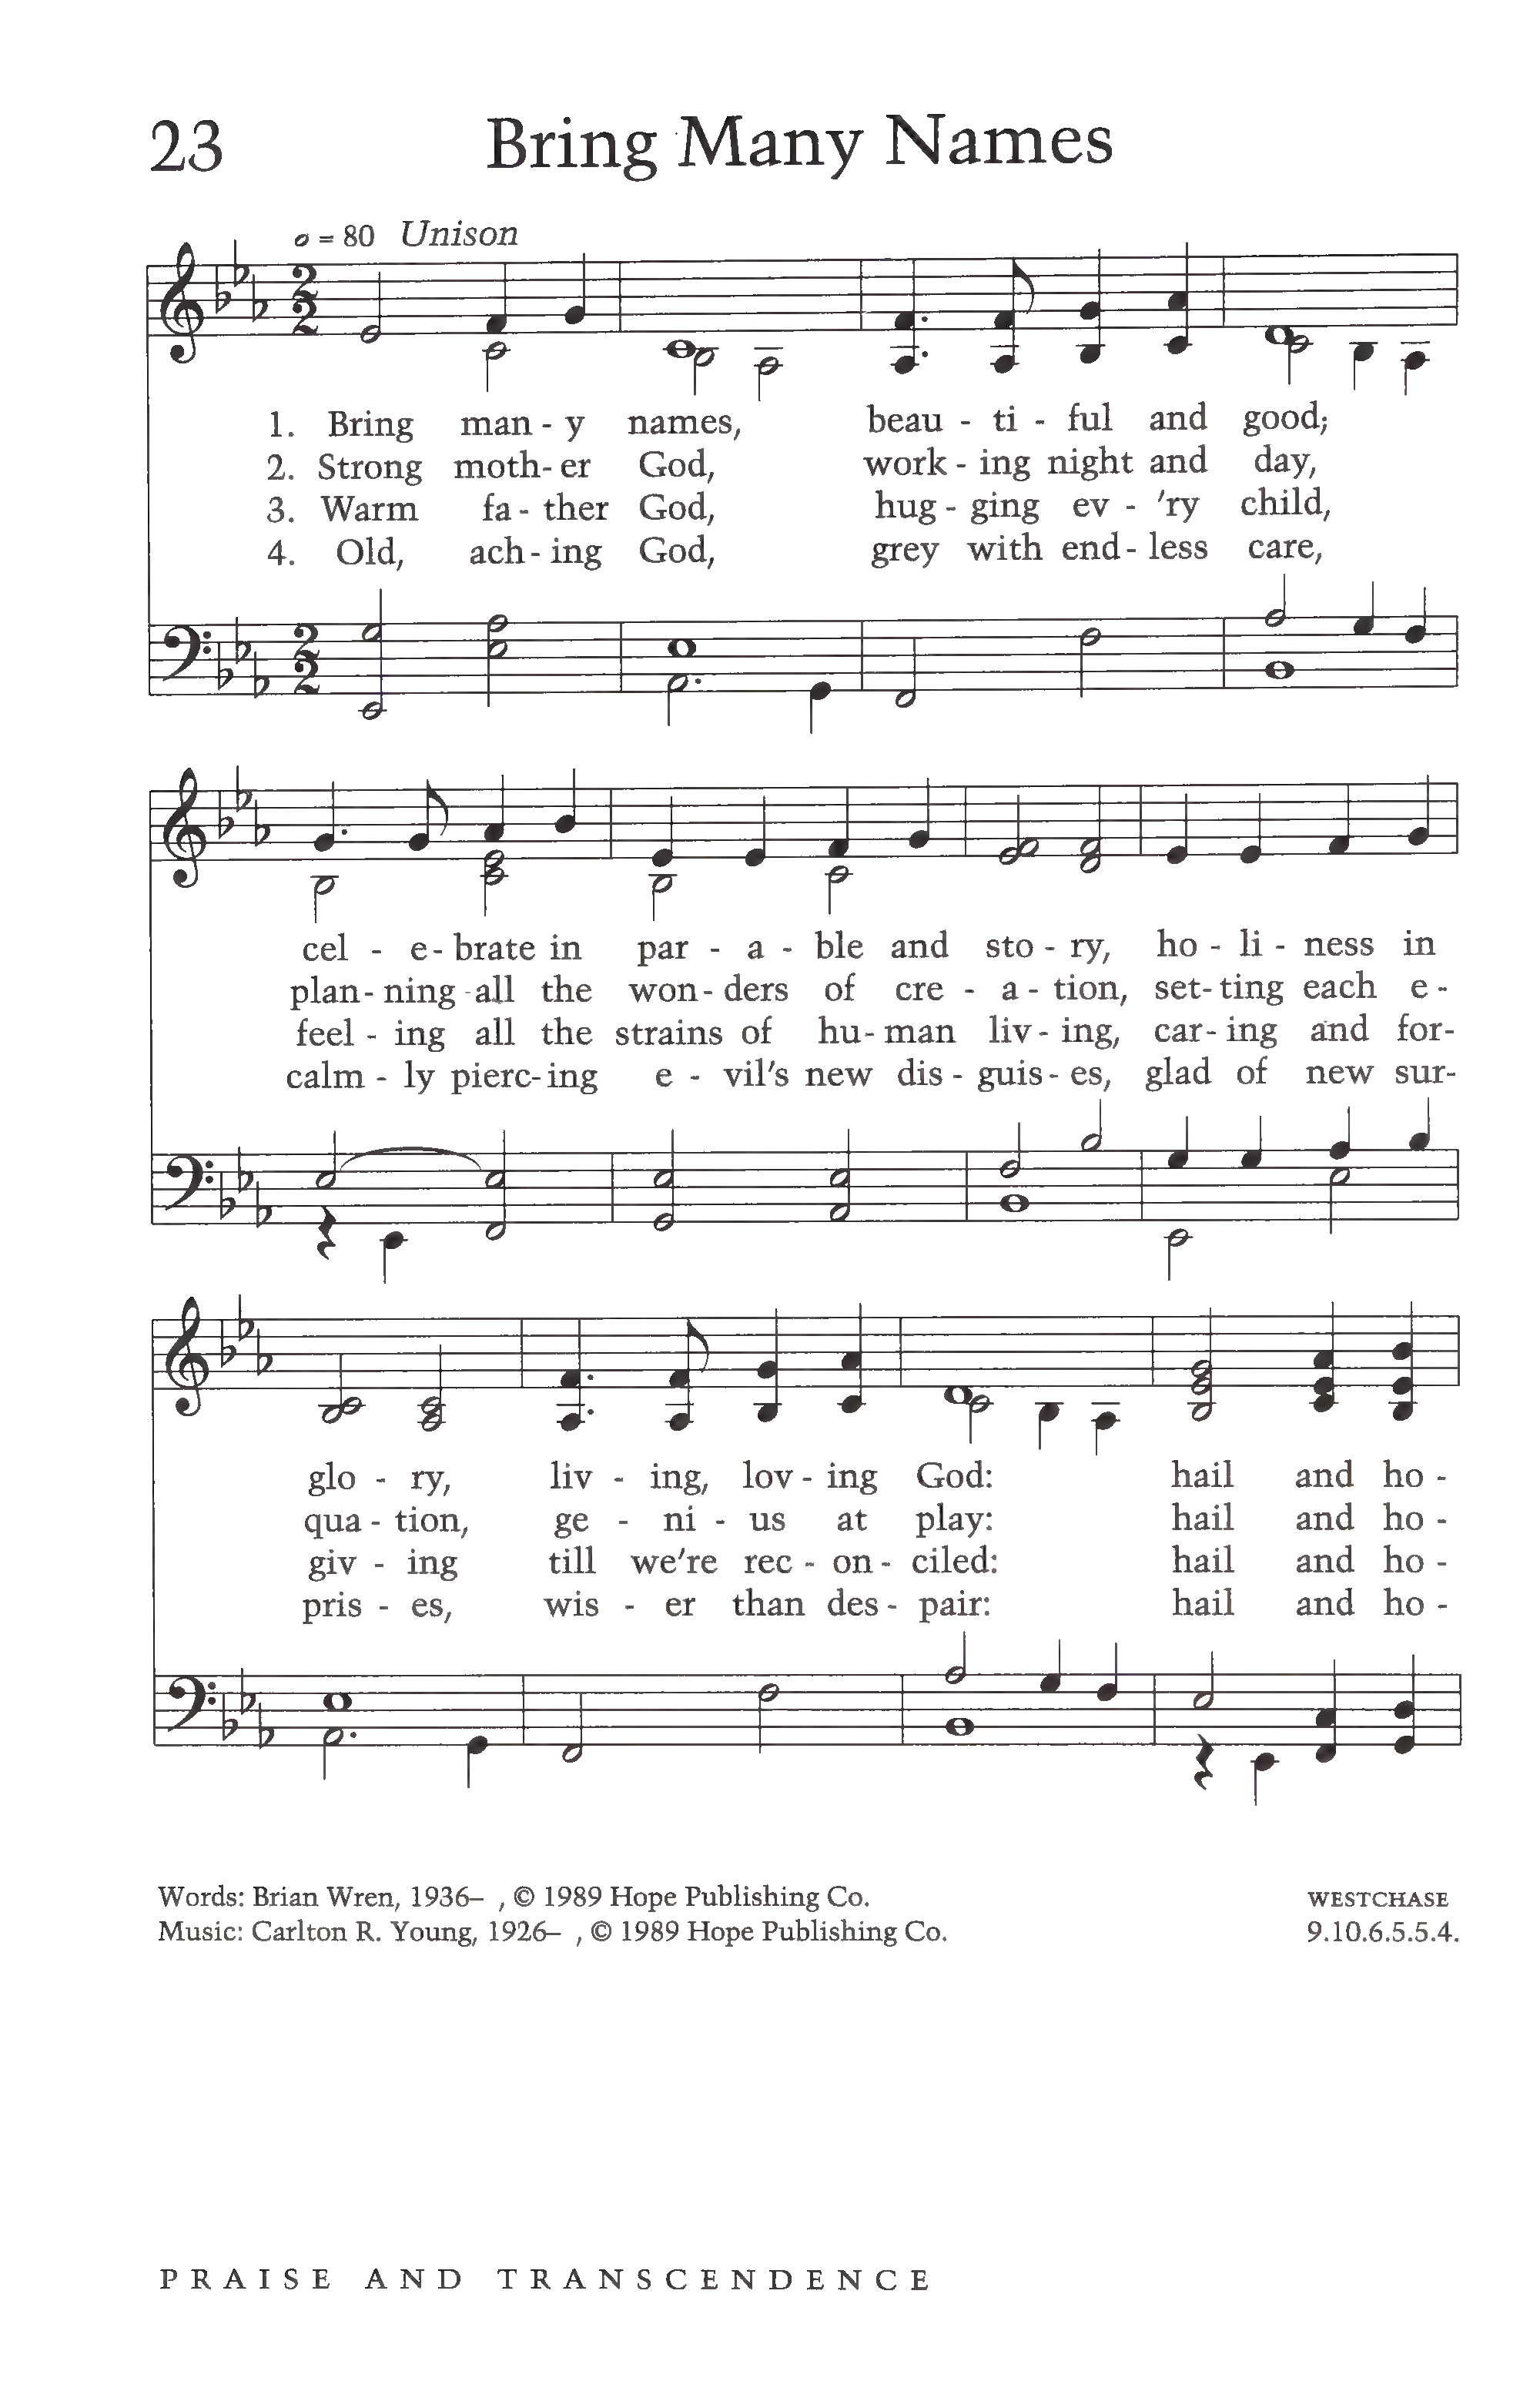 23 Bring Many Names
= 80 Unison
1. Bring man - y names, beau - ti - ful and good;
2. Strong moth- er God, work - ing night and day,
3. Warm fa - ther God, hug - ging ev - 'ry child,
4. Old, ach - ing God, grey with end - less care,
cel - e - brate in par - a - ble and sto - ry, ho - li - ness in
plan- ning all the won- ders of cre - a - tion, set- ting each e -
feel - ing all the strains of hu- man liv - ing, car- ing and for-
calm - ly pierc- ing e - vil's new dis - guis - es, glad of new sur-
glo - ry, liv - ing, lov - ing God: hail and ho -
qua - tion, ge - ni - us at play: hail and ho -
giv - ing till we're rec - on - ciled: hail and ho -
pris - es, wis - er than des - pair: hail and ho -
Words: Brian Wren, 1936– , © 1989 Hope Publishing Co. WESTCHASE
Music: Carlton R. Young, 1926– , © 1989 Hope Publishing Co. 9.10.6.5.5.4.
PRAISE AND TRANSCENDENCE